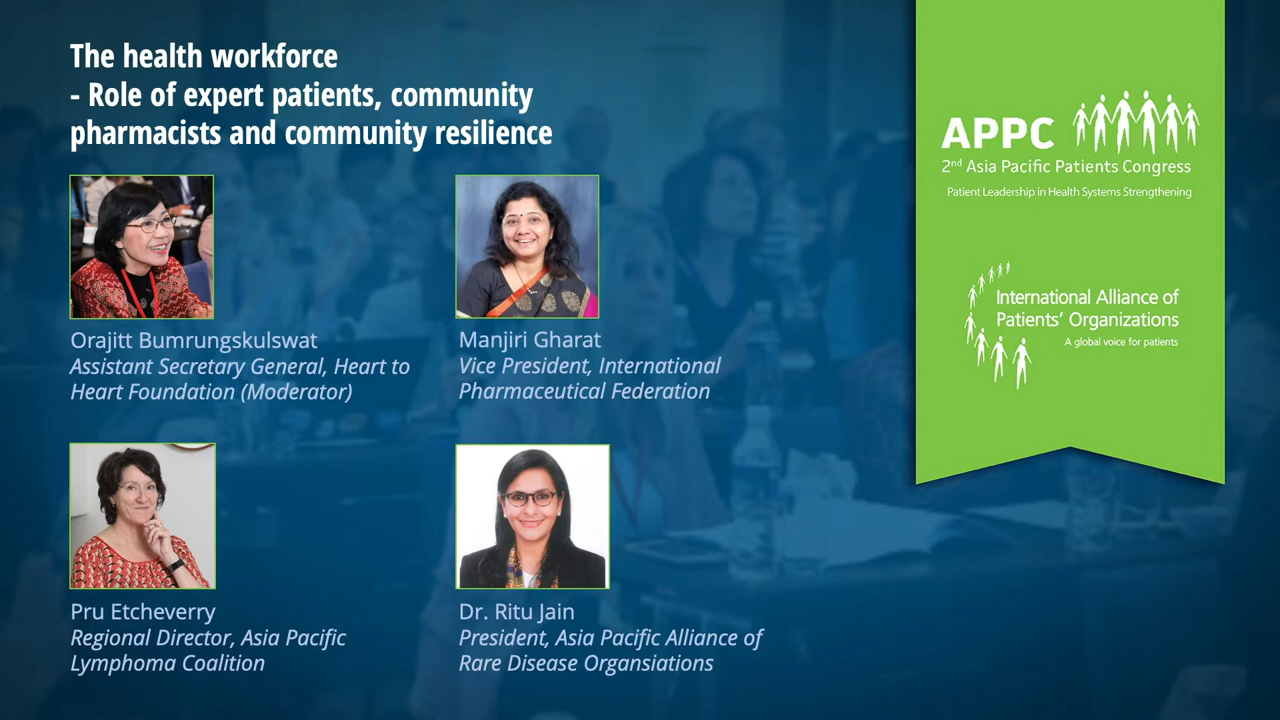 The health workforce
- Role of expert patients, community
pharmacists and community resilience
Orajitt Bumrungskulswat
Assistant Secretary General, Heart to
Heart Foundation (Moderator)
Manjiri Gharat
Vice President, International
Pharmaceutical Federation
Pru Etcheverry
Regional Director, Asia Pacific
Lymphoma Coalition
Dr. Ritu Jain
President, Asia Pacific Alliance of
Rare Disease Organsiations
APPC
2nd Asia Pacific Patients Congress
Patient Leadership in Health Systems Strengthening
International Alliance of
Patients' Organizations
A global voice for patients